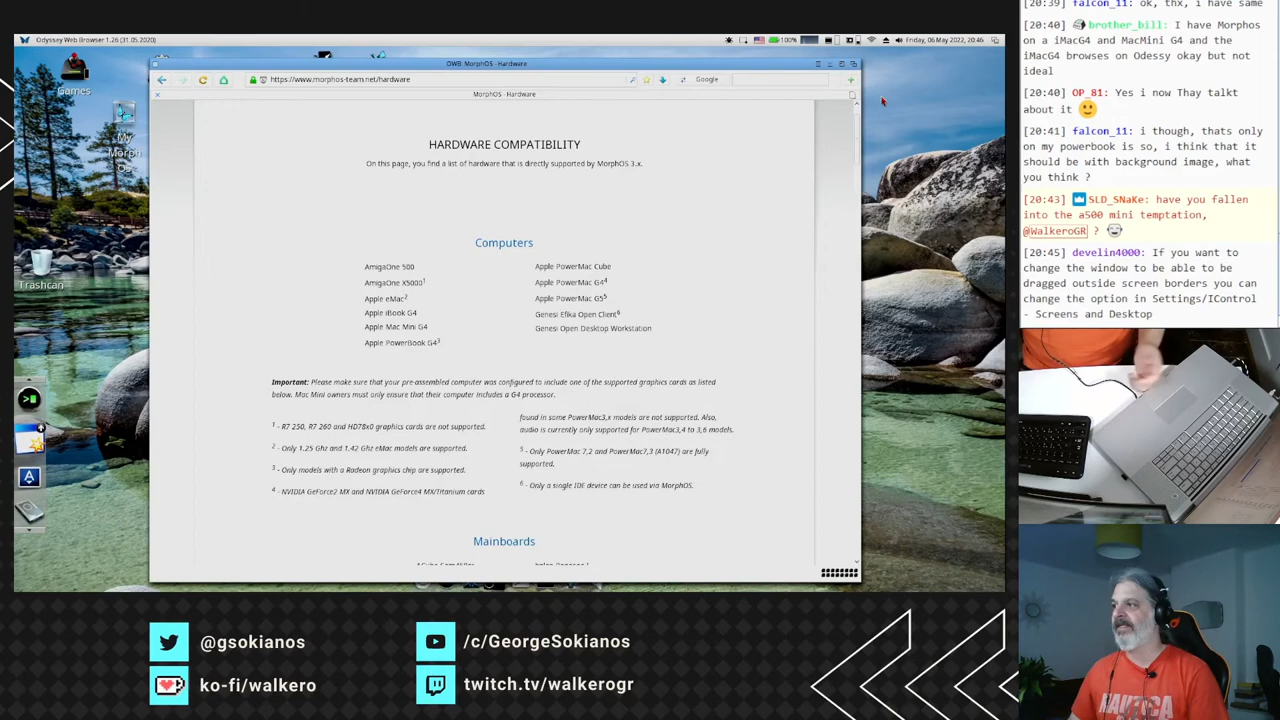 Odyssey Web Browser 1.26 (31.05.2020)
100%
Friday, 06 May 2022, 20:46
Games
My
Morph
Os
Trashcan
OWB: MorphOS - Hardware
https://www.morphos-team.net/hardware
Google
MorphOS - Hardware
HARDWARE COMPATIBILITY
On this page, you find a list of hardware that is directly supported by MorphOS 3.x.
Computers
AmigaOne 500
AmigaOne X5000¹
Apple eMac²
Apple iBook G4
Apple Mac Mini G4
Apple PowerBook G4³
Apple PowerMac Cube
Apple PowerMac G4⁴
Apple PowerMac G5⁵
Genesi Efika Open Client⁶
Genesi Open Desktop Workstation
Important: Please make sure that your pre-assembled computer was configured to include one of the supported graphics cards as listed
below. Mac Mini owners must only ensure that their computer includes a G4 processor.
¹ - R7 250, R7 260 and HD78x0 graphics cards are not supported.
² - Only 1.25 Ghz and 1.42 Ghz eMac models are supported.
³ - Only models with a Radeon graphics chip are supported.
⁴ - NVIDIA GeForce2 MX and NVIDIA GeForce4 MX/Titanium cards
found in some PowerMac3,x models are not supported. Also,
audio is currently only supported for PowerMac3,4 to 3,6 models.
⁵ - Only PowerMac 7,2 and PowerMac7,3 (A1047) are fully
supported.
⁶ - Only a single IDE device can be used via MorphOS.
Mainboards
[20:39] falcon_11: ok, thx, i have same
[20:40] brother_bill: I have Morphos
on a iMacG4 and MacMini G4 and the
iMacG4 browses on Odessy okay but not
ideal
[20:40] OP_81: Yes i now Thay talkt
about it
[20:41] falcon_11: i though, thats only
on my powerbook is so, i think that it
should be with background image, what
you think ?
[20:43] SLD_SNaKe: have you fallen
into the a500 mini temptation,
@WalkeroGR ?
[20:45] develin4000: If you want to
change the window to be able to be
dragged outside screen borders you
can change the option in Settings/IControl
- Screens and Desktop
@gsokianos
/c/GeorgeSokianos
ko-fi/walkero
twitch.tv/walkerogr